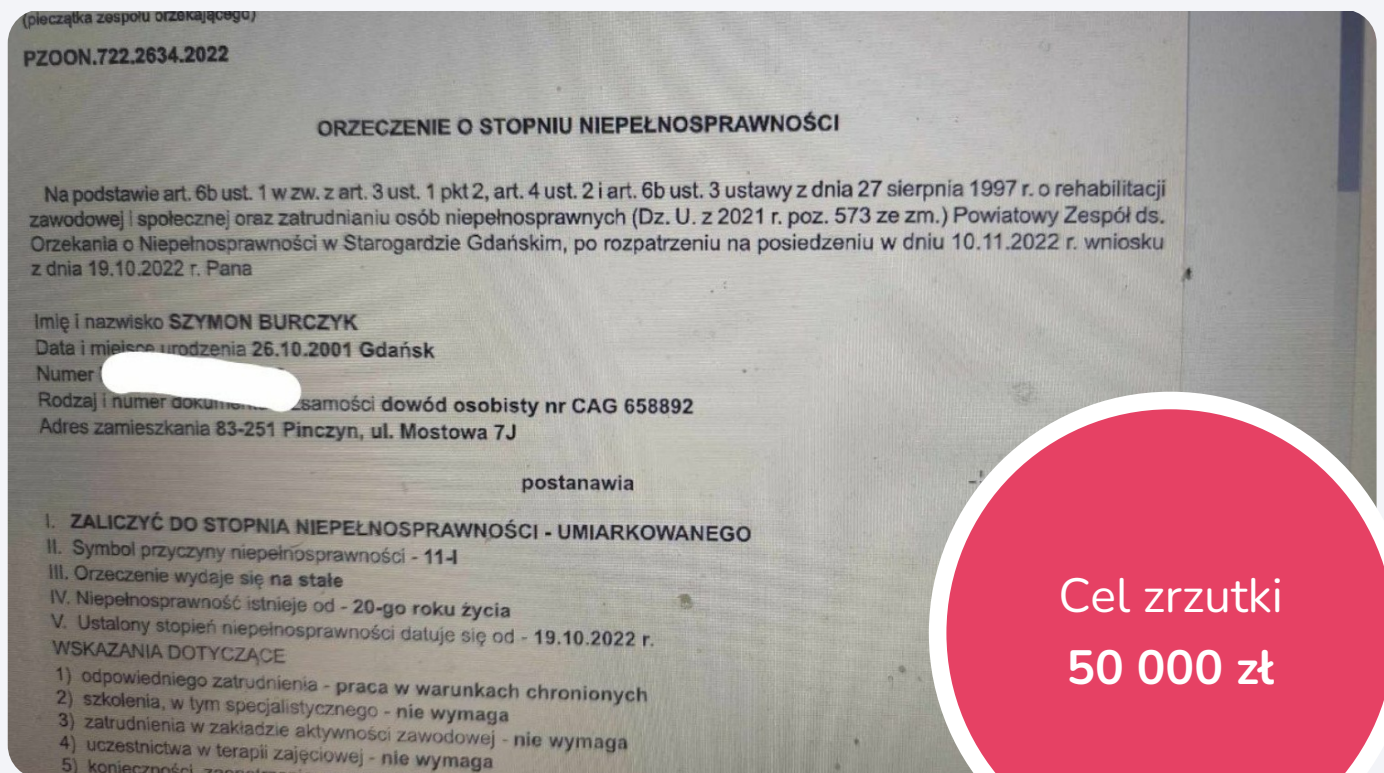 (pieczątka zespołu orzekającego)
PZOON.722.2634.2022
ORZECZENIE O STOPNIU NIEPEŁNOSPRAWNOŚCI
Na podstawie art. 6b ust. 1 w zw. z art. 3 ust. 1 pkt 2, art. 4 ust. 2 i art. 6b ust. 3 ustawy z dnia 27 sierpnia 1997 r. o rehabilitacji
zawodowej i społecznej oraz zatrudnianiu osób niepełnosprawnych (Dz. U. z 2021 r. poz. 573 ze zm.) Powiatowy Zespół ds.
Orzekania o Niepełnosprawności w Starogardzie Gdańskim, po rozpatrzeniu na posiedzeniu w dniu 10.11.2022 r. wniosku
z dnia 19.10.2022 r. Pana
Imię i nazwisko SZYMON BURCZYK
Data i miejsce urodzenia 26.10.2001 Gdańsk
Numer
Rodzaj i numer dokumentu tożsamości dowód osobisty nr CAG 658892
Adres zamieszkania 83-251 Pinczyn, ul. Mostowa 7J
postanawia
I. ZALICZYĆ DO STOPNIA NIEPEŁNOSPRAWNOŚCI - UMIARKOWANEGO
II. Symbol przyczyny niepełnosprawności - 11-I
III. Orzeczenie wydaje się na stałe
IV. Niepełnosprawność istnieje od - 20-go roku życia
V. Ustalony stopień niepełnosprawności datuje się od - 19.10.2022 r.
WSKAZANIA DOTYCZĄCE
1) odpowiedniego zatrudnienia - praca w warunkach chronionych
2) szkolenia, w tym specjalistycznego - nie wymaga
3) zatrudnienia w zakładzie aktywności zawodowej - nie wymaga
4) uczestnictwa w terapii zajęciowej - nie wymaga
5) konieczności
Cel zrzutki
50 000 zł